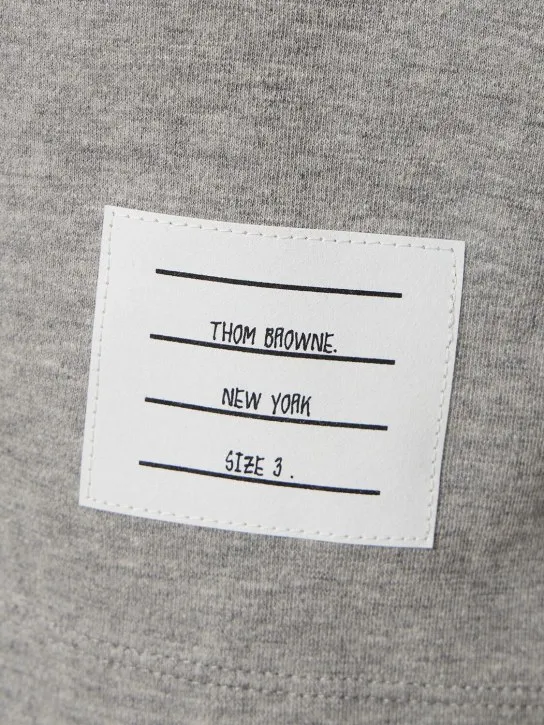 THOM BROWNE.
NEW YORK
SIZE 3 .